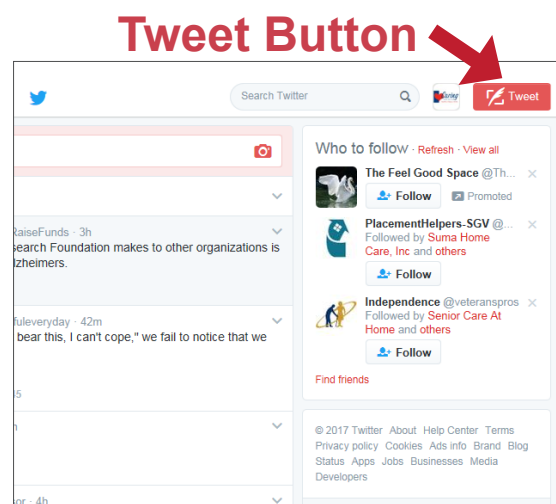 Tweet Button
Search Twitter
Tweet
Who to follow · Refresh · View all
The Feel Good Space @Th...
Follow
Promoted
RaiseFunds · 3h
search Foundation makes to other organizations is
lzheimers.
PlacementHelpers-SGV @...
Followed by Suma Home
Care, Inc and others
Follow
Independence @veteranspros
Followed by Senior Care At
Home and others
Follow
fuleveryday · 42m
bear this, I can't cope," we fail to notice that we
Find friends
© 2017 Twitter About Help Center Terms
Privacy policy Cookies Ads info Brand Blog
Status Apps Jobs Businesses Media
Developers
sor · 4h